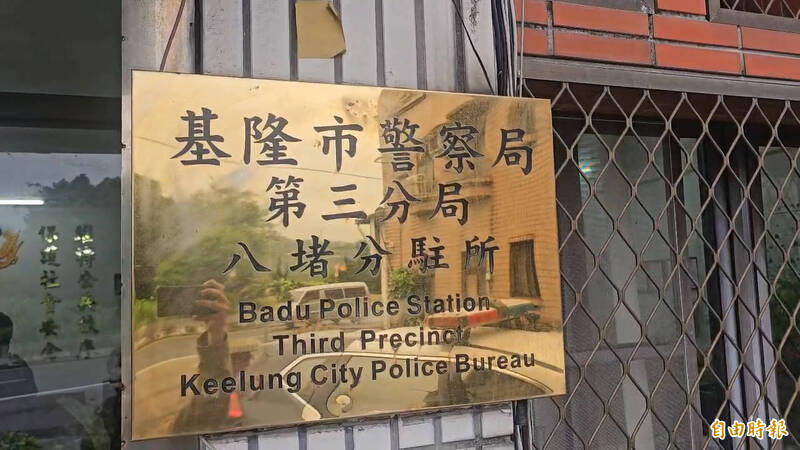 基隆市警察局
第三分局
八堵分駐所
Badu Police Station
Third Precinct
Keelung City Police Bureau
自由時報